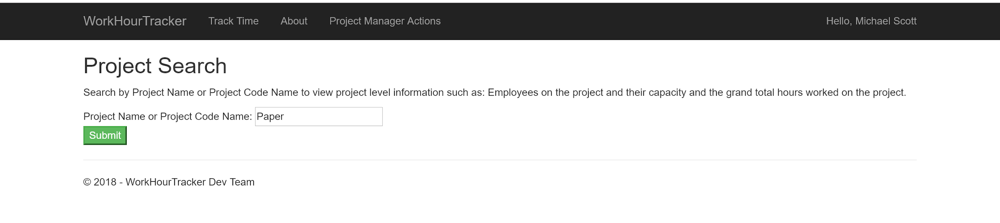 WorkHourTracker Track Time About Project Manager Actions Hello, Michael Scott
Project Search
Search by Project Name or Project Code Name to view project level information such as: Employees on the project and their capacity and the grand total hours worked on the project.
Project Name or Project Code Name: Paper
Submit
© 2018 - WorkHourTracker Dev Team